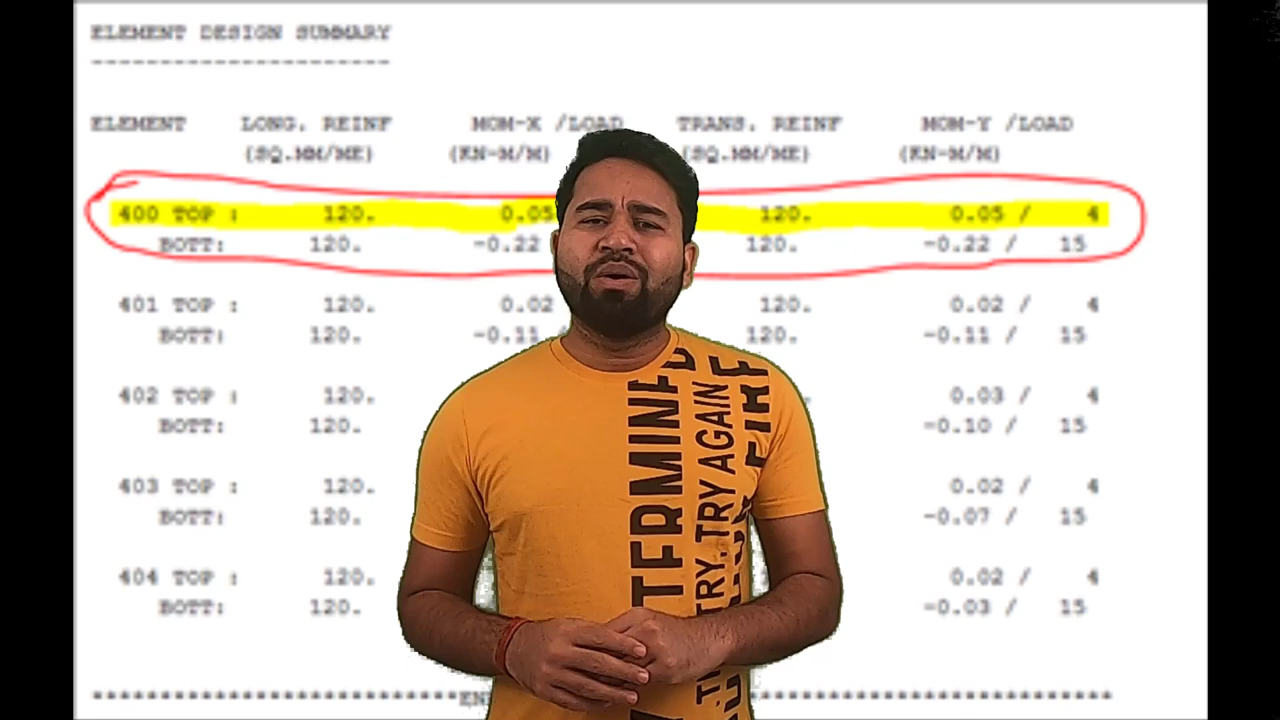 ELEMENT DESIGN SUMMARY
----------------------
ELEMENT LONG. REINF MOM-X /LOAD TRANS. REINF MOM-Y /LOAD
(SQ.MM/ME) (KN-M/M) (SQ.MM/ME) (KN-M/M)
400 TOP : 120. 0.05 120. 0.05 / 4
BOTT: 120. -0.22 120. -0.22 / 15
401 TOP : 120. 0.02 120. 0.02 / 4
BOTT: 120. -0.11 120. -0.11 / 15
402 TOP : 120. 0.03 / 4
BOTT: 120. -0.10 / 15
403 TOP : 120. 0.02 / 4
BOTT: 120. -0.07 / 15
404 TOP : 120. 0.02 / 4
BOTT: 120. -0.03 / 15
TERMINED
TRY, TRY AGAIN
FIRE